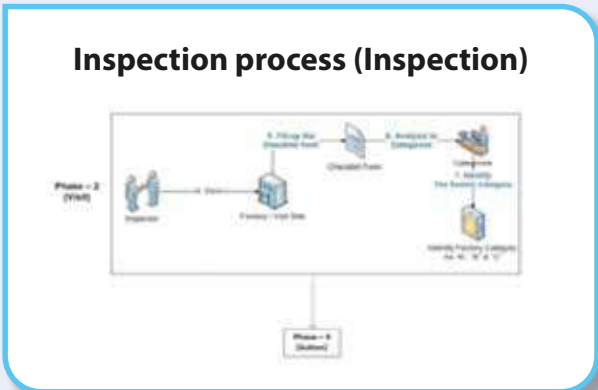 Inspection process (Inspection)
5. Fill-up the
Checklist Form
6. Analysis to
Categories
Checklist Form
Categories
7. Identify
The Factory Category
Phase – 2
(Visit)
4. Visit
Inspector
Factory / Visit Site
Identify Factory Category
as "A", "B" & "C"
Phase –
(Action)